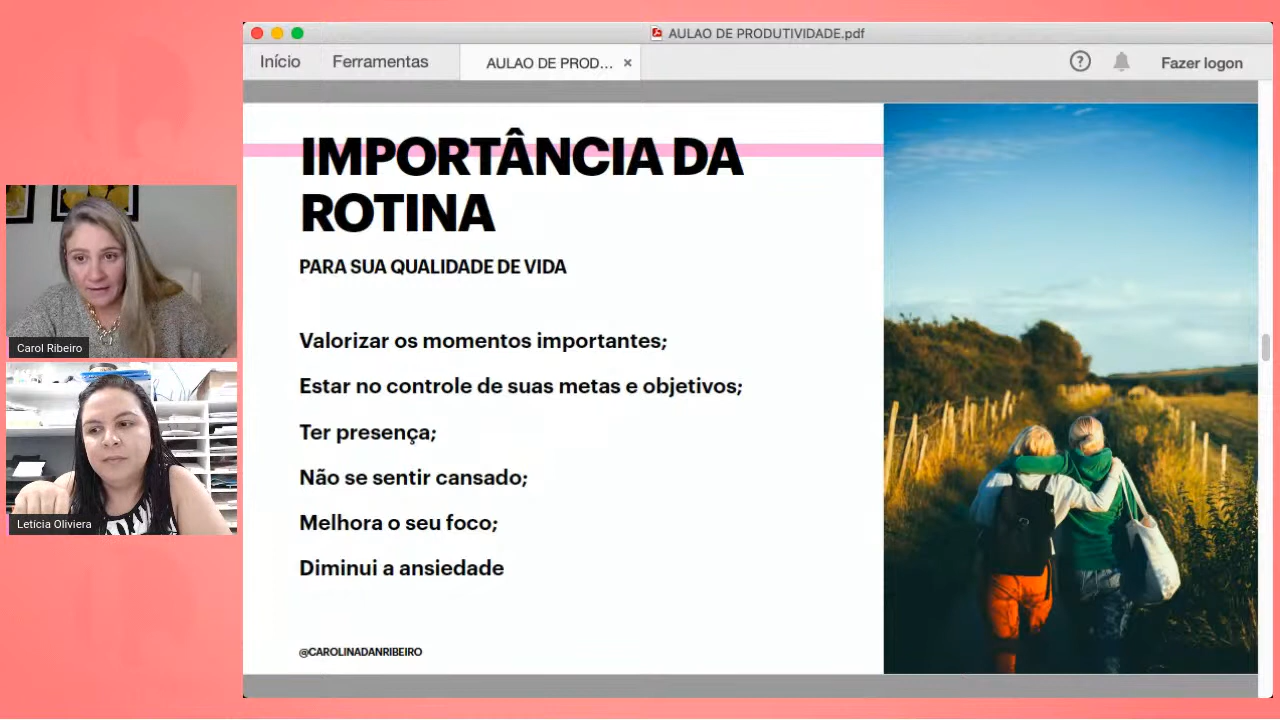 AULAO DE PRODUTIVIDADE.pdf
Início
Ferramentas
AULAO DE PROD... ×
?
Fazer logon
IMPORTÂNCIA DA
ROTINA
PARA SUA QUALIDADE DE VIDA
Valorizar os momentos importantes;
Estar no controle de suas metas e objetivos;
Ter presença;
Não se sentir cansado;
Melhora o seu foco;
Diminui a ansiedade
@CAROLINADANRIBEIRO
Carol Ribeiro
Letícia Oliviera